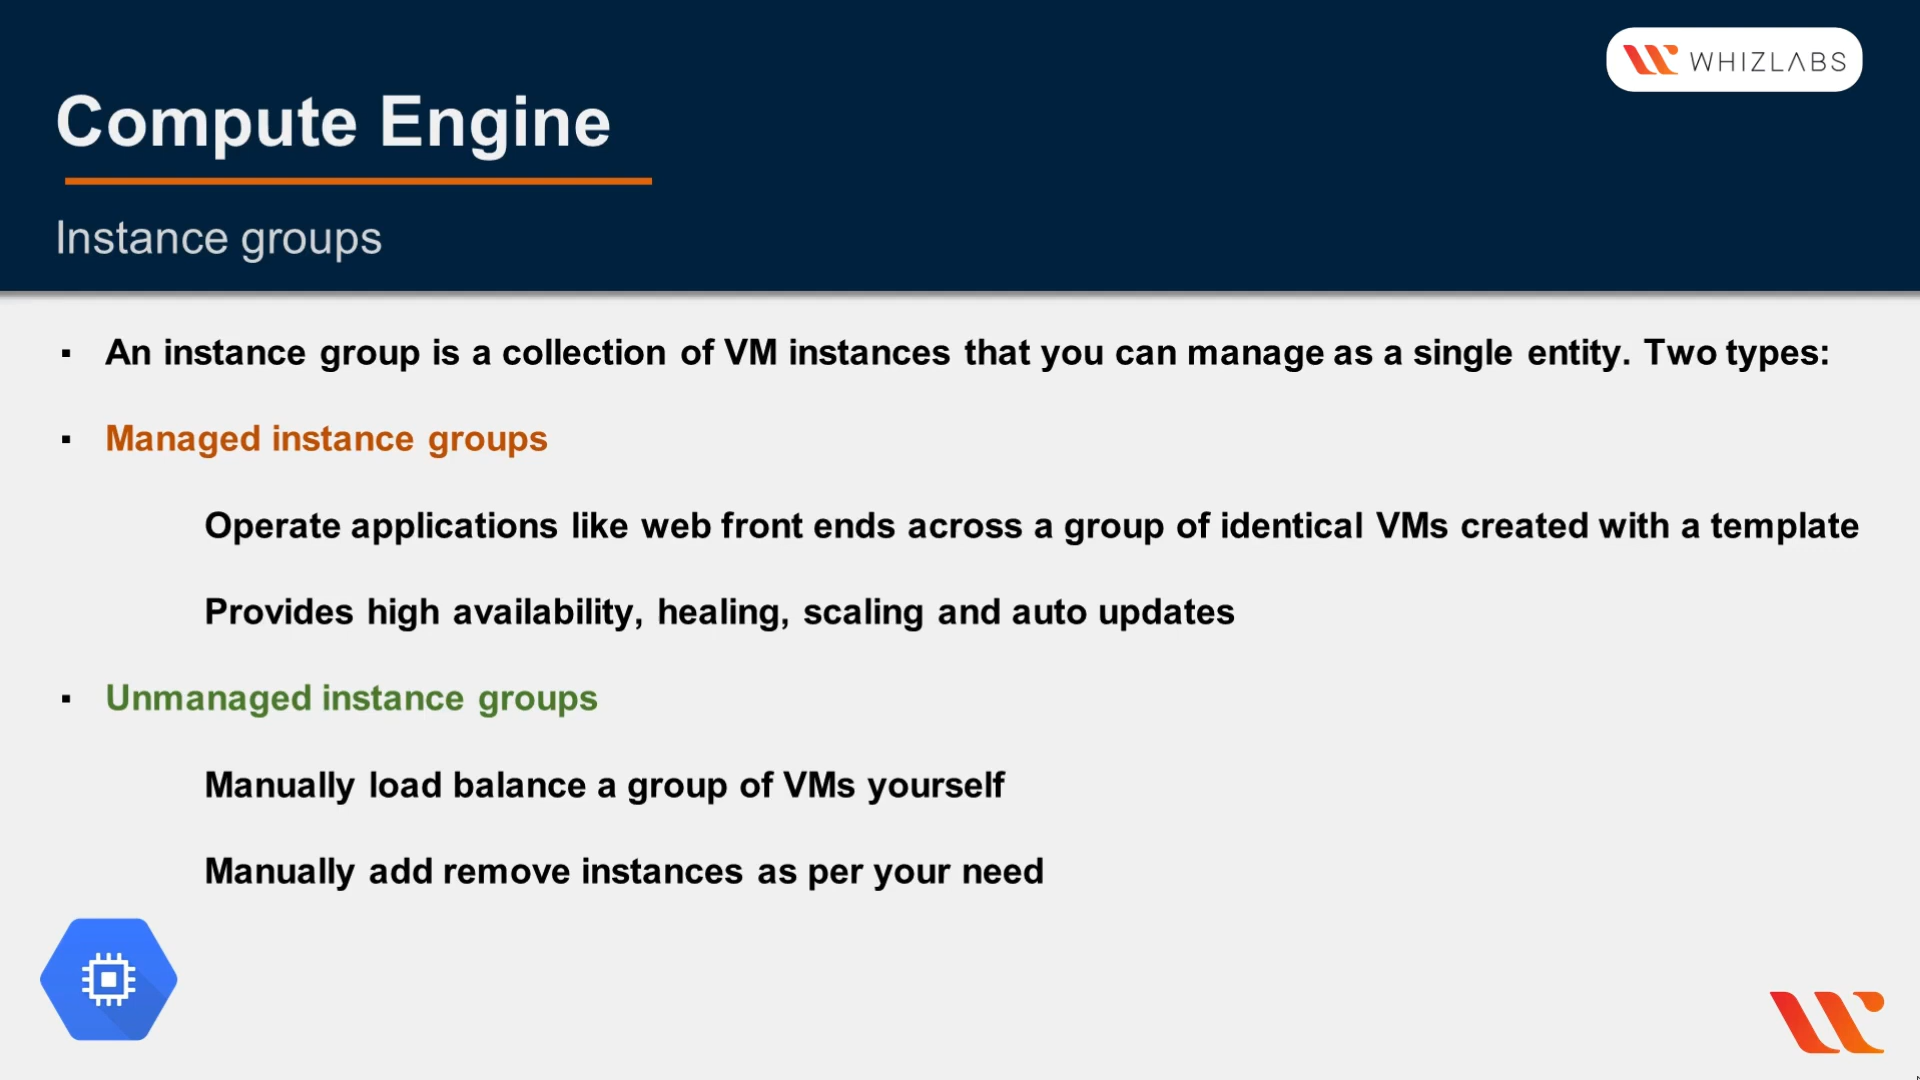 WHIZLABS
Compute Engine
Instance groups
▪ An instance group is a collection of VM instances that you can manage as a single entity. Two types:
▪ Managed instance groups
Operate applications like web front ends across a group of identical VMs created with a template
Provides high availability, healing, scaling and auto updates
▪ Unmanaged instance groups
Manually load balance a group of VMs yourself
Manually add remove instances as per your need